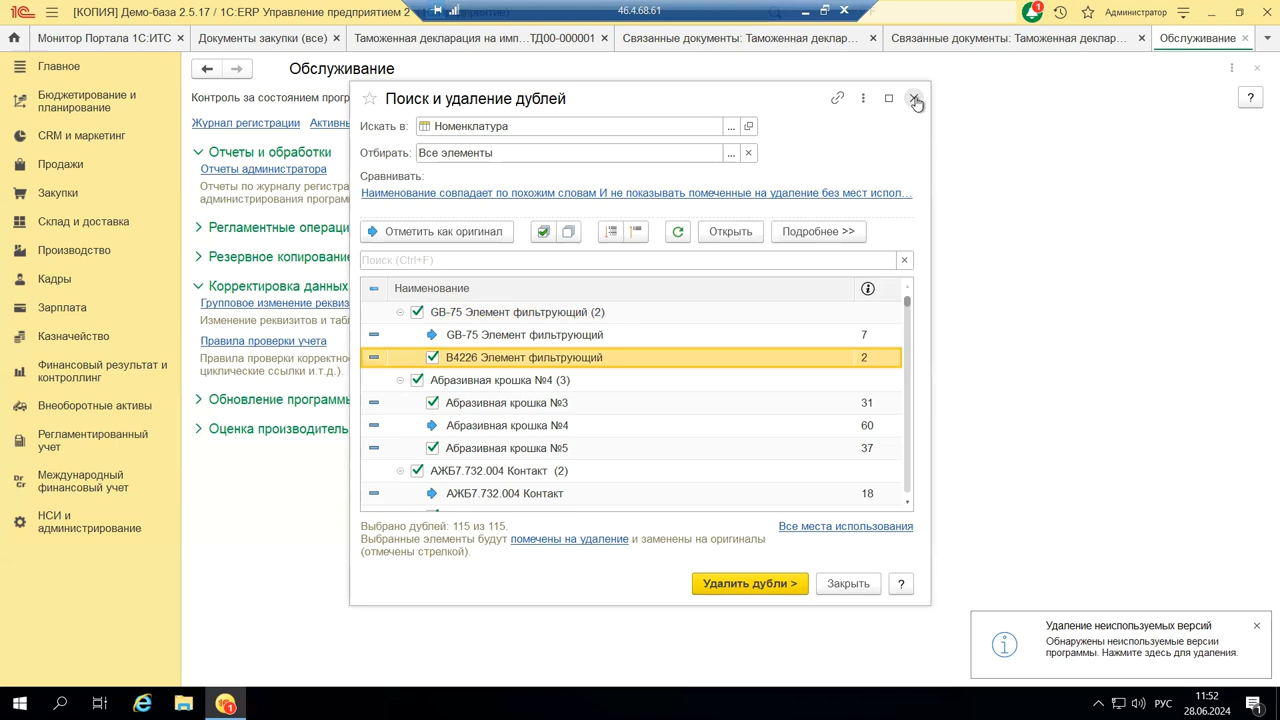 [КОПИЯ] Демо-база 2.5.17 / 1С:ERP Управление предприятием 2
46.4.68.61
Администратор
Монитор Портала 1С:ИТС
Документы закупки (все)
Таможенная декларация на имп...ТД00-000001
Связанные документы: Таможенная деклар...
Связанные документы: Таможенная деклар...
Обслуживание
Главное
Бюджетирование и
планирование
CRM и маркетинг
Продажи
Закупки
Склад и доставка
Производство
Кадры
Зарплата
Казначейство
Финансовый результат и
контроллинг
Внеоборотные активы
Регламентированный
учет
Международный
финансовый учет
НСИ и
администрирование
Обслуживание
Контроль за состоянием прог
?
Журнал регистрации
Активны
Отчеты и обработки
Отчеты администратора
Отчеты по журналу регистра
администрирования програм
Регламентные операци
Резервное копирование
Корректировка данных
Групповое изменение реквиз
Изменение реквизитов и таб
Правила проверки учета
Правила проверки корректнос
циклические ссылки и т.д.).
Обновление программы
Оценка производитель
Поиск и удаление дублей
Искать в:
Номенклатура
...
Отбирать:
Все элементы
...
Сравнивать:
Наименование совпадает по похожим словам И не показывать помеченные на удаление без мест испол...
Отметить как оригинал
Открыть
Подробнее >>
Поиск (Ctrl+F)
Наименование
GB-75 Элемент фильтрующий (2)
GB-75 Элемент фильтрующий 7
В4226 Элемент фильтрующий 2
Абразивная крошка №4 (3)
Абразивная крошка №3 31
Абразивная крошка №4 60
Абразивная крошка №5 37
АЖБ7.732.004 Контакт (2)
АЖБ7.732.004 Контакт 18
Выбрано дублей: 115 из 115.
Все места использования
Выбранные элементы будут помечены на удаление и заменены на оригиналы
(отмечены стрелкой).
Удалить дубли >
Закрыть
?
Удаление неиспользуемых версий
Обнаружены неиспользуемые версии
программы. Нажмите здесь для удаления.
РУС
11:52
28.06.2024